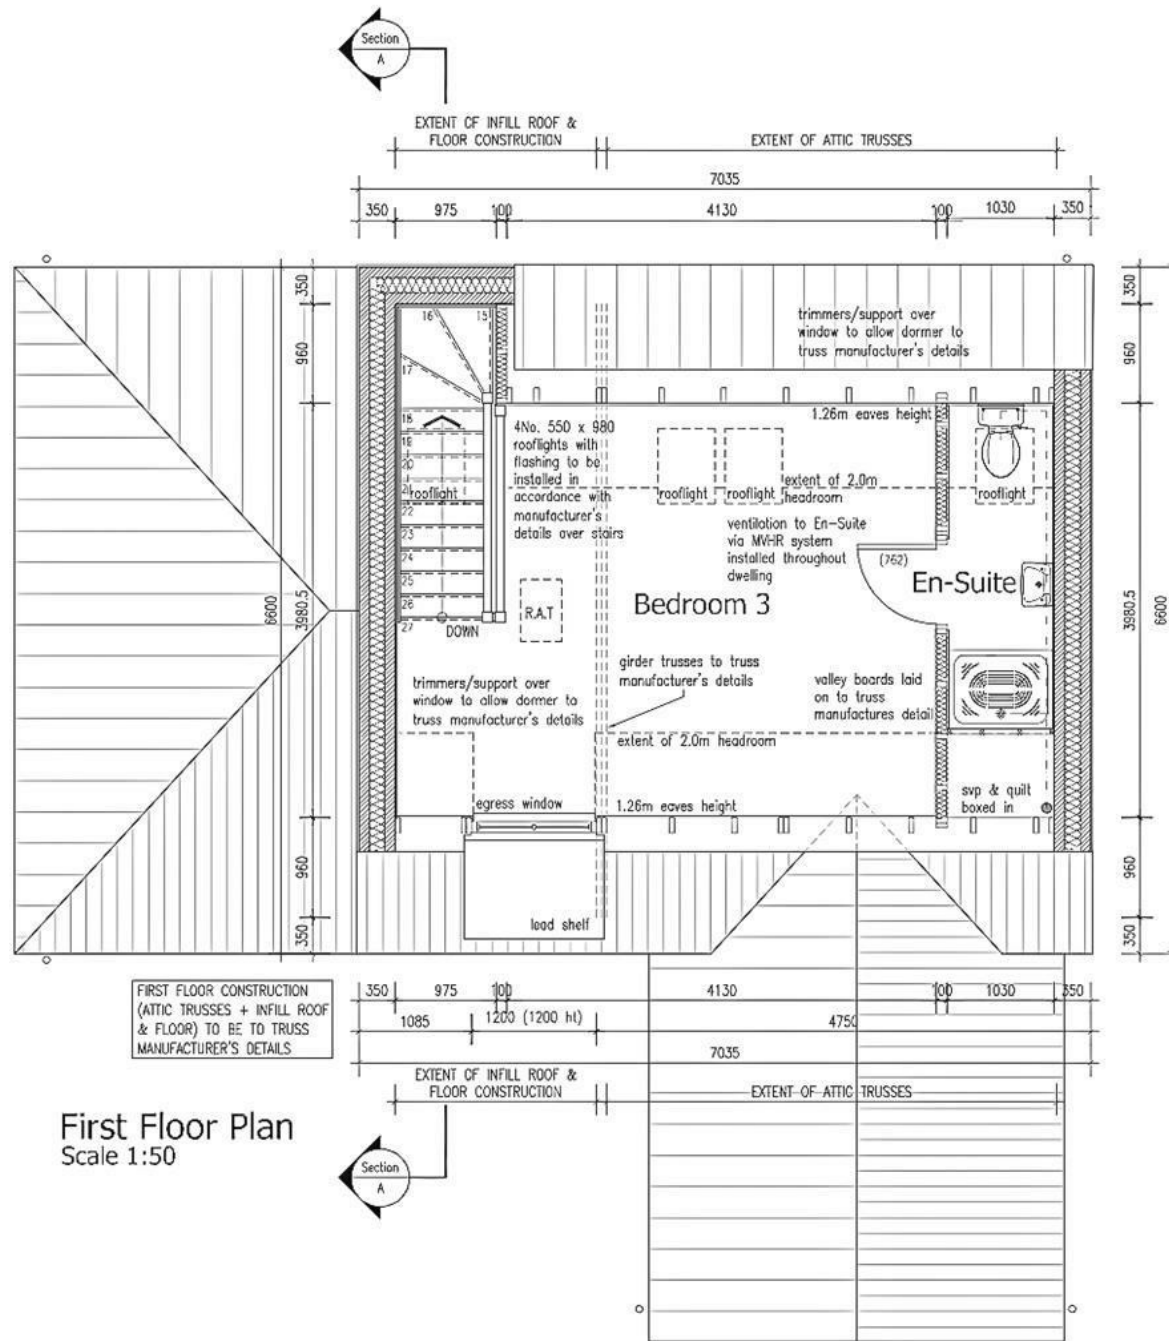 Section
A
EXTENT OF INFILL ROOF &
FLOOR CONSTRUCTION
EXTENT OF ATTIC TRUSSES
7035
350
975
100
4130
100
1030
350
350
960
3980.5
960
350
6600
350
960
3980.5
960
350
6600
trimmers/support over
window to allow dormer to
truss manufacturer's details
15
16
17
18
19
20
21
22
23
24
25
26
27
rooflight
DOWN
4No. 550 x 980
rooflights with
flashing to be
installed in
accordance with
manufacturer's
details over stairs
1.26m eaves height
rooflight
rooflight
extent of 2.0m
headroom
rooflight
ventilation to En-Suite
via MVHR system
installed throughout
dwelling
(762)
En-Suite
R.A.T
Bedroom 3
girder trusses to truss
manufacturer's details
trimmers/support over
window to allow dormer to
truss manufacturer's details
valley boards laid
on to truss
manufactures detail
extent of 2.0m headroom
egress window
1.26m eaves height
svp & quilt
boxed in
lead shelf
FIRST FLOOR CONSTRUCTION
(ATTIC TRUSSES + INFILL ROOF
& FLOOR) TO BE TO TRUSS
MANUFACTURER'S DETAILS
350
975
100
4130
100
1030
350
1085
1200 (1200 ht)
4750
7035
EXTENT OF INFILL ROOF &
FLOOR CONSTRUCTION
EXTENT OF ATTIC TRUSSES
First Floor Plan
Scale 1:50
Section
A